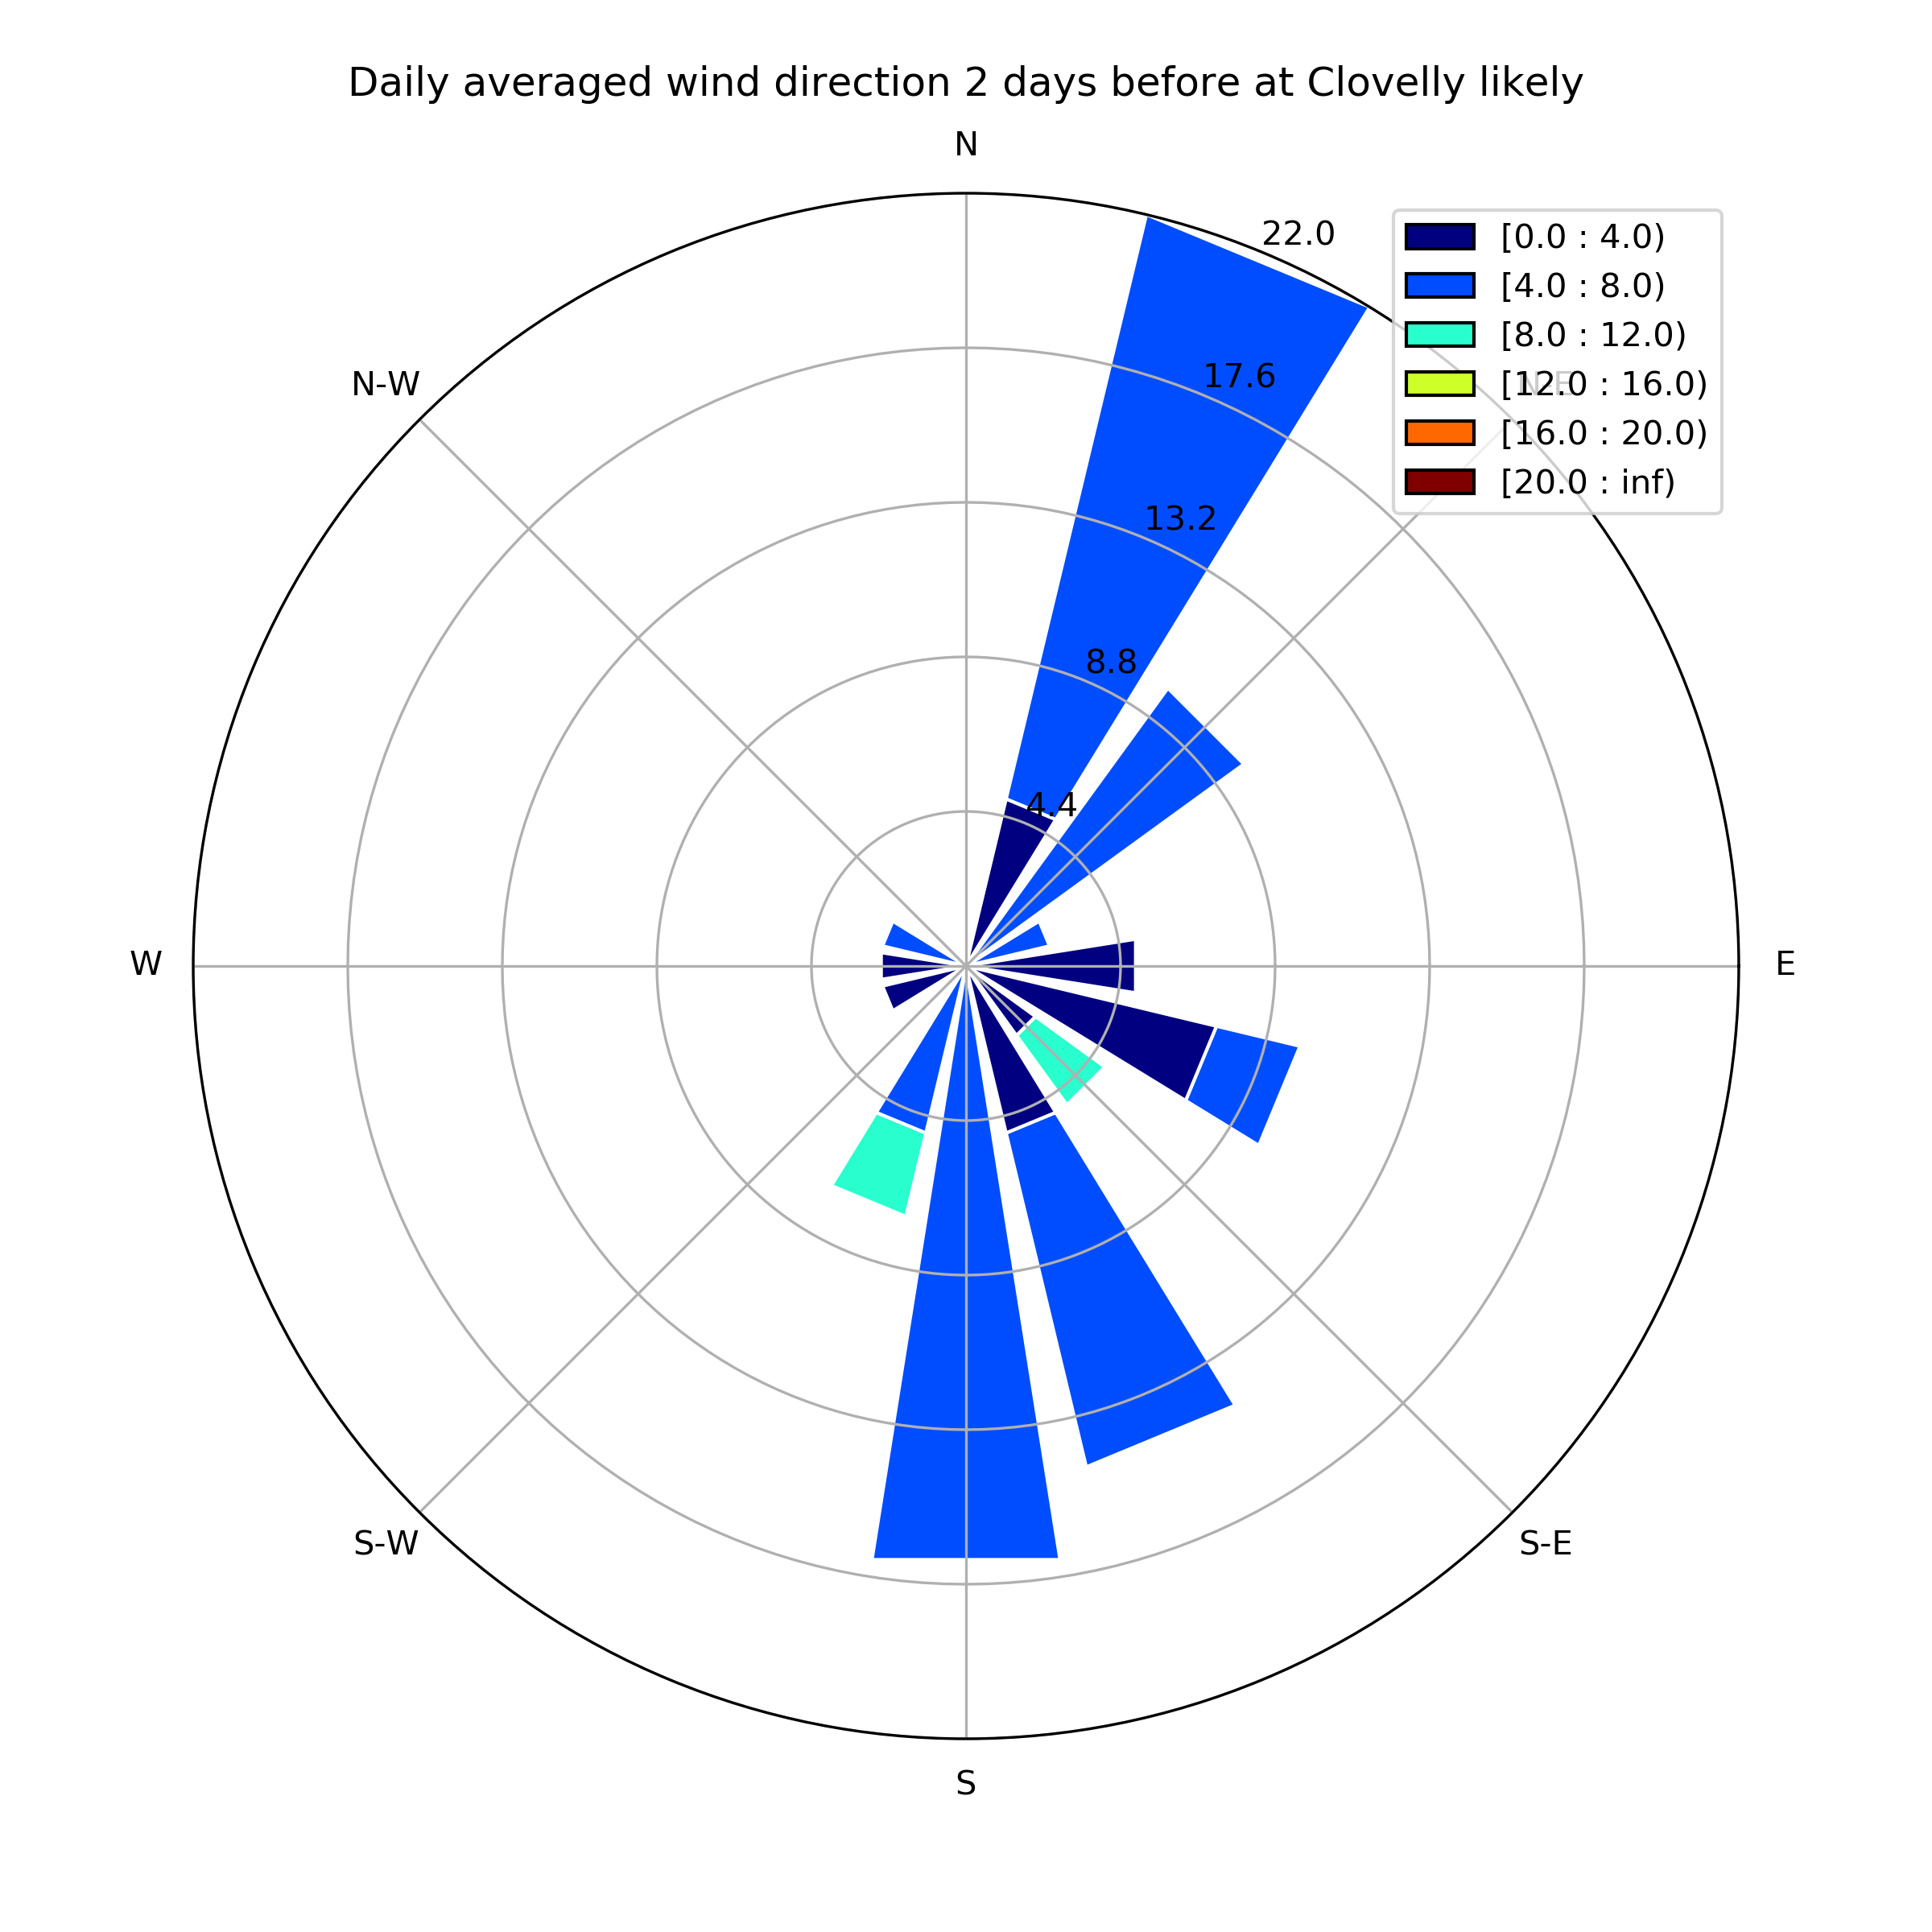 Daily averaged wind direction 2 days before at Clovelly likely
N
22.0
[0.0 : 4.0)
[4.0 : 8.0)
[8.0 : 12.0)
N-W
17.6
[12.0 : 16.0)
[16.0 : 20.0)
[20.0 : inf)
13.2
8.8
4.4
W
E
S-W
S-E
S